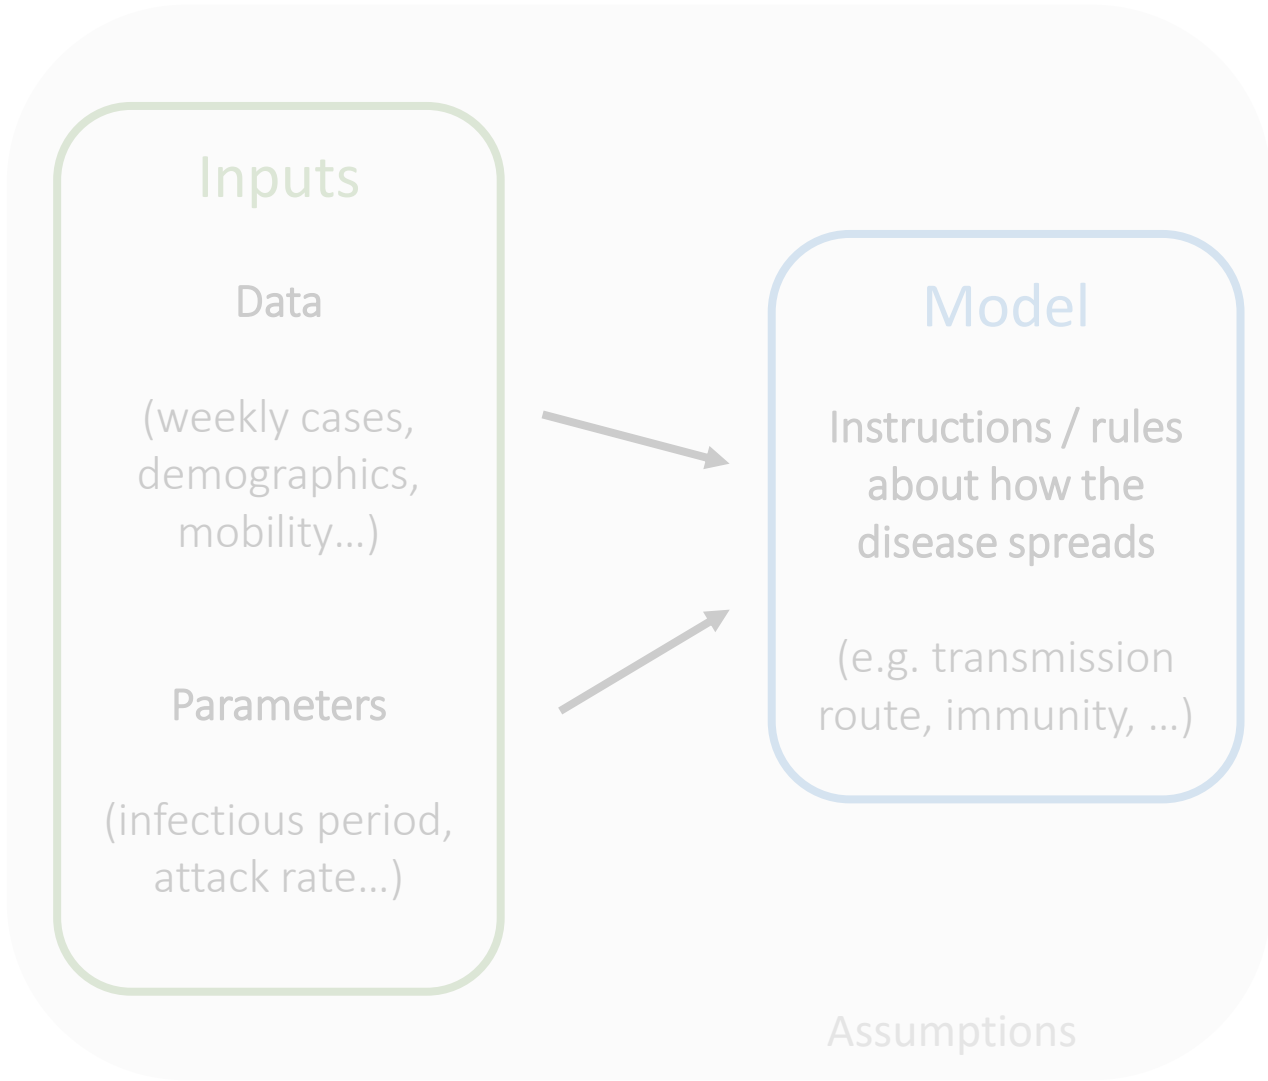 Inputs
Data
(weekly cases,
demographics,
mobility...)
Parameters
(infectious period,
attack rate...)
Model
Instructions / rules
about how the
disease spreads
(e.g. transmission
route, immunity, ...)
Assumptions